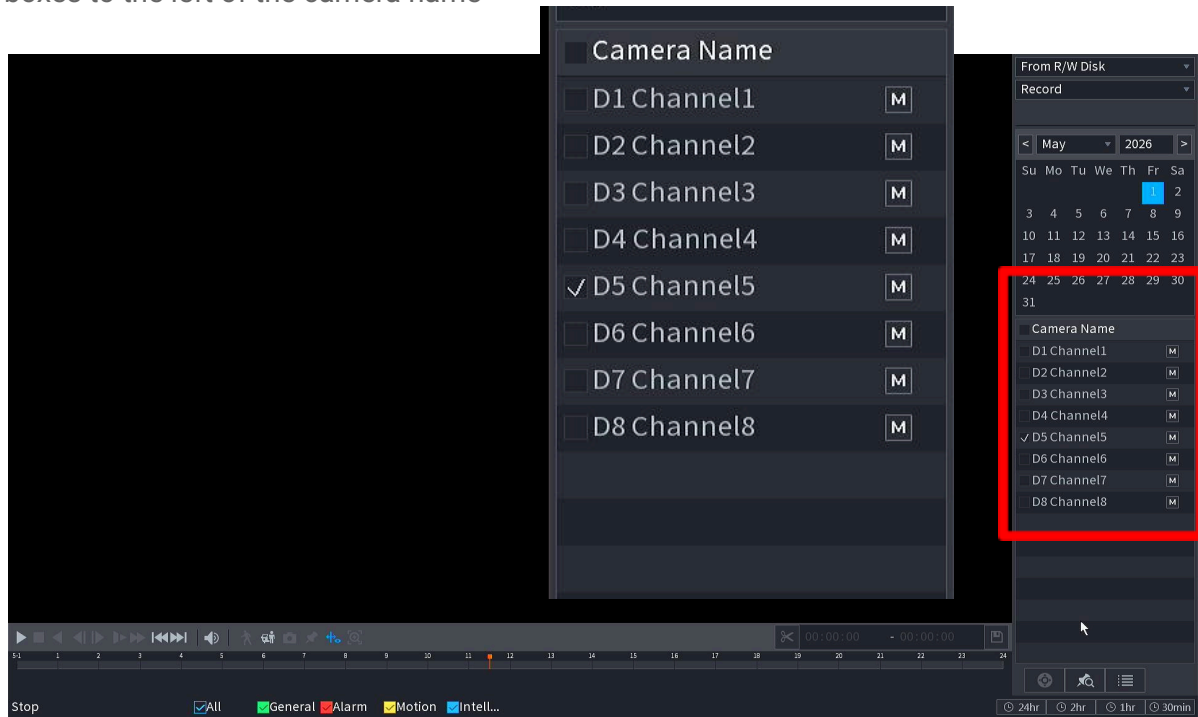 boxes to the left of the camera name
Camera Name
D1 Channel1 M
D2 Channel2 M
D3 Channel3 M
D4 Channel4 M
D5 Channel5 M
D6 Channel6 M
D7 Channel7 M
D8 Channel8 M
From R/W Disk
Record
< May 2026 >
Su Mo Tu We Th Fr Sa
1 2
3 4 5 6 7 8 9
10 11 12 13 14 15 16
17 18 19 20 21 22 23
24 25 26 27 28 29 30
31
Camera Name
D1 Channel1 M
D2 Channel2 M
D3 Channel3 M
D4 Channel4 M
D5 Channel5 M
D6 Channel6 M
D7 Channel7 M
D8 Channel8 M
00:00:00 - 00:00:00
5-1 1 2 3 4 5 6 7 8 9 10 11 12 13 14 15 16 17 18 19 20 21 22 23 24
Stop All General Alarm Motion Intell...
24hr 2hr 1hr 30min